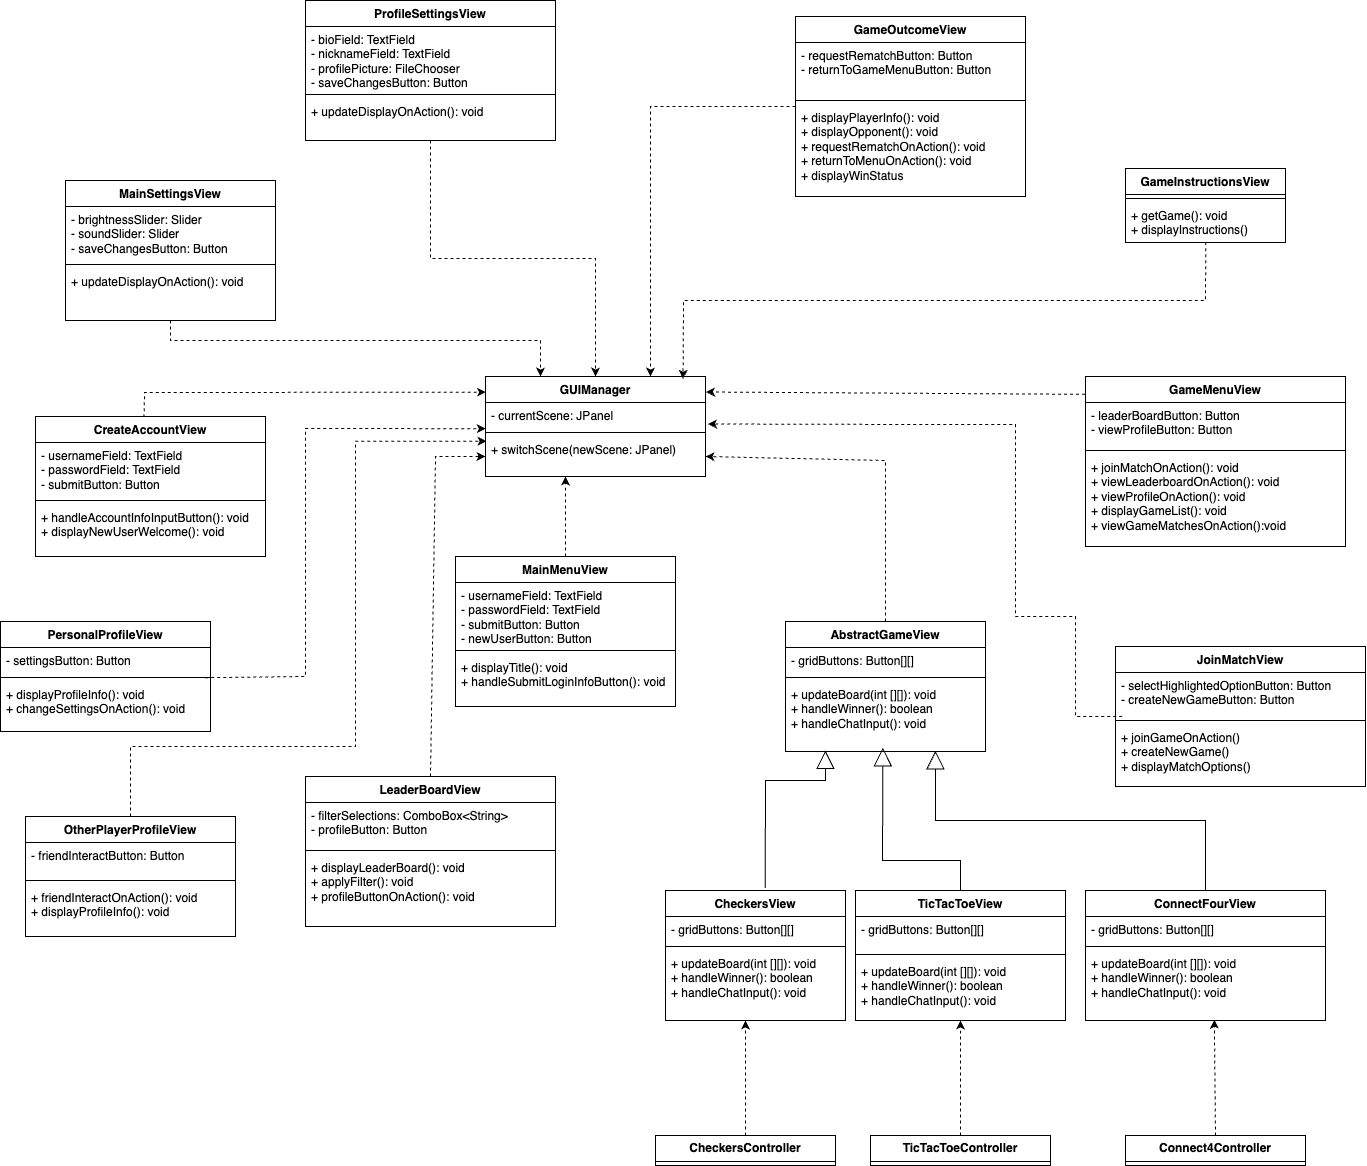 ProfileSettingsView
- bioField: TextField
- nicknameField: TextField
- profilePicture: FileChooser
- saveChangesButton: Button
+ updateDisplayOnAction(): void
GameOutcomeView
- requestRematchButton: Button
- returnToGameMenuButton: Button
+ displayPlayerInfo(): void
+ displayOpponent(): void
+ requestRematchOnAction(): void
+ returnToMenuOnAction(): void
+ displayWinStatus
GameInstructionsView
+ getGame(): void
+ displayInstructions()
MainSettingsView
- brightnessSlider: Slider
- soundSlider: Slider
- saveChangesButton: Button
+ updateDisplayOnAction(): void
GUIManager
- currentScene: JPanel
+ switchScene(newScene: JPanel)
GameMenuView
- leaderBoardButton: Button
- viewProfileButton: Button
+ joinMatchOnAction(): void
+ viewLeaderboardOnAction(): void
+ viewProfileOnAction(): void
+ displayGameList(): void
+ viewGameMatchesOnAction():void
CreateAccountView
- usernameField: TextField
- passwordField: TextField
- submitButton: Button
+ handleAccountInfoInputButton(): void
+ displayNewUserWelcome(): void
MainMenuView
- usernameField: TextField
- passwordField: TextField
- submitButton: Button
- newUserButton: Button
+ displayTitle(): void
+ handleSubmitLoginInfoButton(): void
PersonalProfileView
- settingsButton: Button
+ displayProfileInfo(): void
+ changeSettingsOnAction(): void
AbstractGameView
- gridButtons: Button[][]
+ updateBoard(int [][]): void
+ handleWinner(): boolean
+ handleChatInput(): void
JoinMatchView
- selectHighlightedOptionButton: Button
- createNewGameButton: Button
+ joinGameOnAction()
+ createNewGame()
+ displayMatchOptions()
LeaderBoardView
- filterSelections: ComboBox<String>
- profileButton: Button
+ displayLeaderBoard(): void
+ applyFilter(): void
+ profileButtonOnAction(): void
OtherPlayerProfileView
- friendInteractButton: Button
+ friendInteractOnAction(): void
+ displayProfileInfo(): void
CheckersView
- gridButtons: Button[][]
+ updateBoard(int [][]): void
+ handleWinner(): boolean
+ handleChatInput(): void
TicTacToeView
- gridButtons: Button[][]
+ updateBoard(int [][]): void
+ handleWinner(): boolean
+ handleChatInput(): void
ConnectFourView
- gridButtons: Button[][]
+ updateBoard(int [][]): void
+ handleWinner(): boolean
+ handleChatInput(): void
CheckersController
TicTacToeController
Connect4Controller